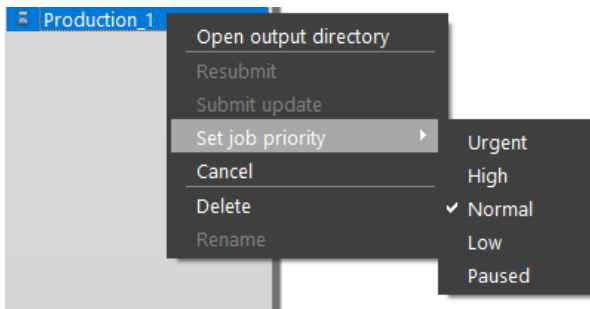 Production_1
Open output directory
Resubmit
Submit update
Set job priority
Cancel
Delete
Rename
Urgent
High
Normal
Low
Paused